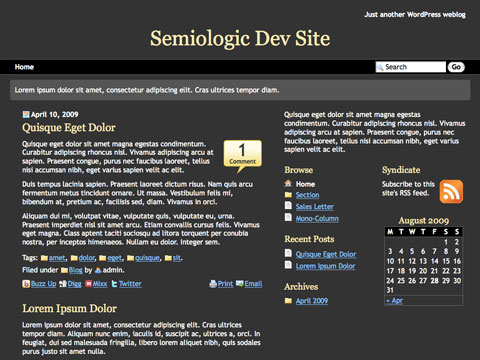 Just another WordPress weblog
Semiologic Dev Site
Home
Search
Go
Lorem ipsum dolor sit amet, consectetur adipiscing elit. Cras ultrices tempor diam.
April 10, 2009
Quisque Eget Dolor
Quisque eget dolor sit amet magna egestas condimentum.
Curabitur adipiscing rhoncus nisl. Vivamus adipiscing arcu at
sapien. Praesent congue, purus nec faucibus laoreet, tellus
nisi accumsan nibh, eget varius sapien velit ac elit.
1
Comment
Duis tempus lacinia sapien. Praesent laoreet dictum risus. Nam quis arcu
fermentum metus tincidunt ornare. Ut massa. Vestibulum felis mi,
bibendum at, pretium ac, facilisis sed, diam. Vivamus in orci.
Aliquam dui mi, volutpat vitae, vulputate quis, vulputate eu, urna.
Praesent imperdiet nisl sit amet arcu. Etiam convallis cursus felis. Vivamus
eget magna. Class aptent taciti sociosqu ad litora torquent per conubia
nostra, per inceptos himenaeos. Nullam eu dolor. Integer sem.
Tags: amet, dolor, eget, quisque, sit.
Filed under Blog by admin.
Buzz Up Digg Mixx Twitter
Print Email
Lorem Ipsum Dolor
Lorem ipsum dolor sit amet, consectetur adipiscing elit. Cras ultrices
tempor diam. Aliquam nunc enim, iaculis id, suscipit ac, ultrices a, orci. In
feugiat, dui sed malesuada fringilla, libero lorem aliquet nibh, quis sodales
purus justo sit amet nulla.
Quisque eget dolor sit amet magna egestas
condimentum. Curabitur adipiscing rhoncus nisl. Vivamus
adipiscing arcu at sapien. Praesent congue, purus nec
faucibus laoreet, tellus nisi accumsan nibh, eget varius
sapien velit ac elit.
Browse
Home
Section
Sales Letter
Mono-Column
Recent Posts
Quisque Eget Dolor
Lorem Ipsum Dolor
Archives
April 2009
Syndicate
Subscribe to this
site's RSS feed.
August 2009
M T W T F S S
1 2
3 4 5 6 7 8 9
10 11 12 13 14 15 16
17 18 19 20 21 22 23
24 25 26 27 28 29 30
31
« Apr